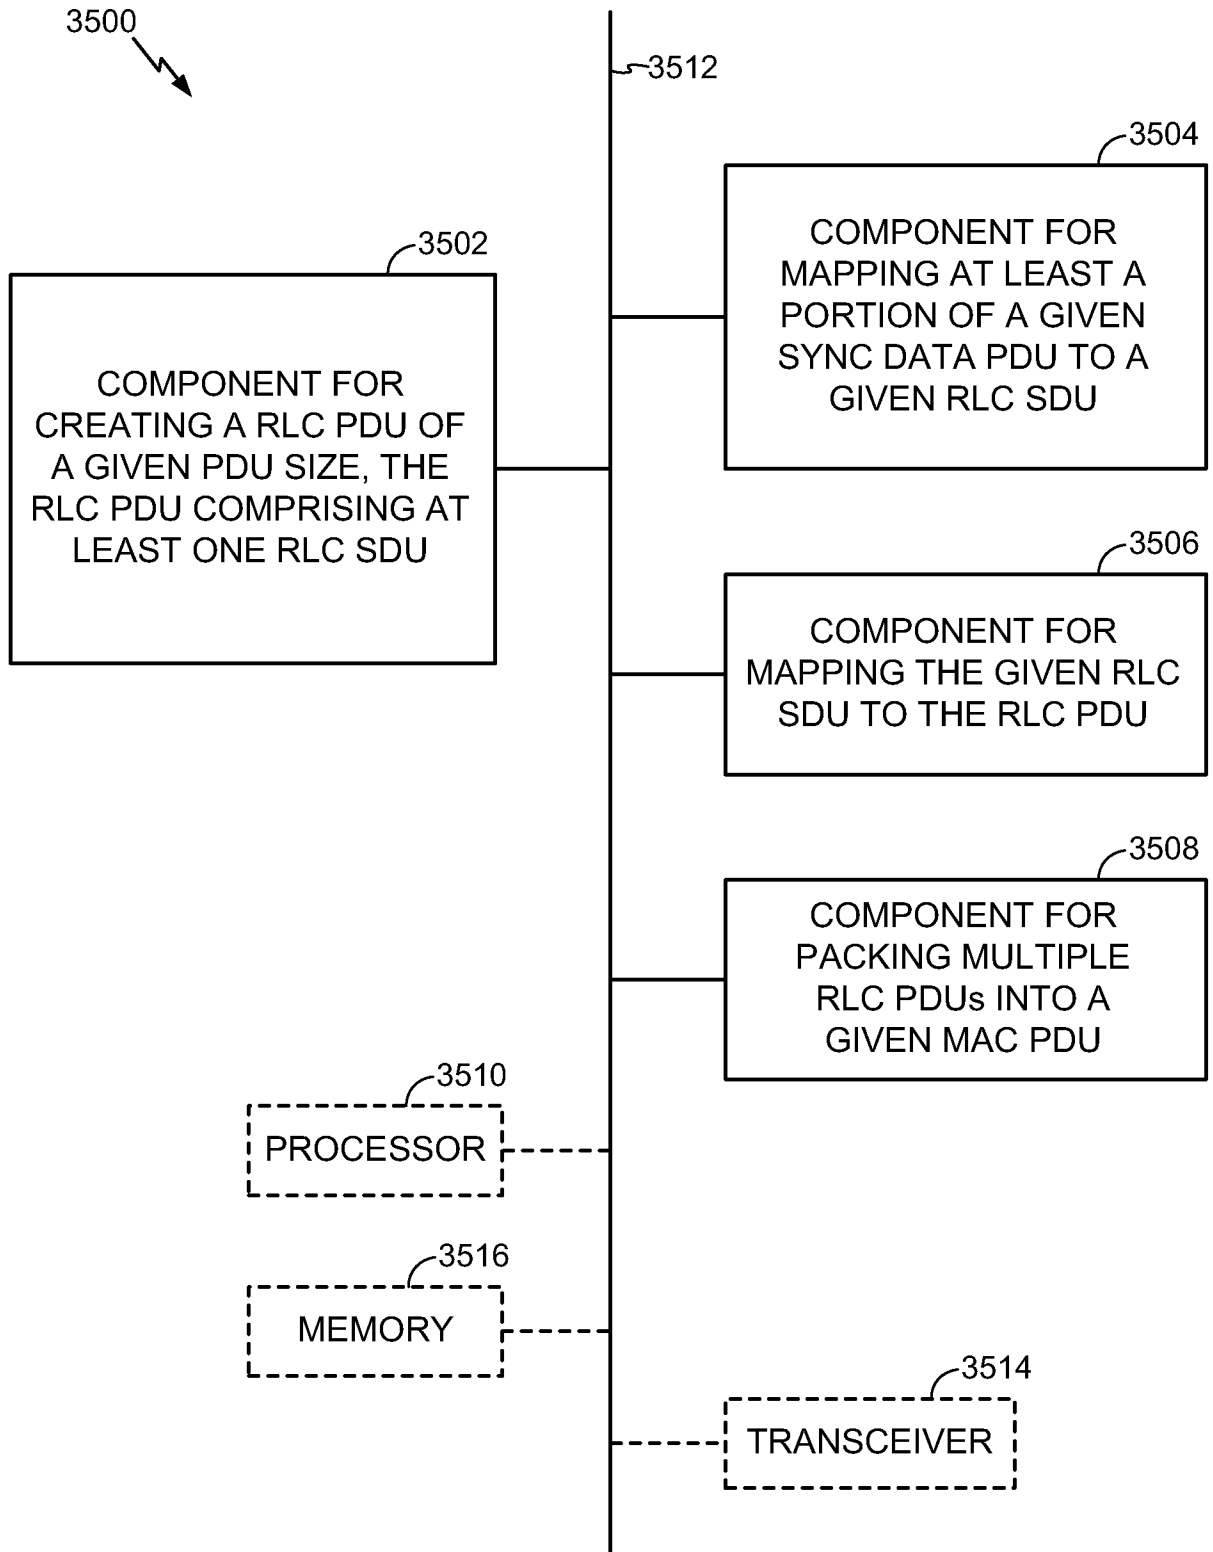 3500
3512
3504
COMPONENT FOR
MAPPING AT LEAST A
PORTION OF A GIVEN
SYNC DATA PDU TO A
GIVEN RLC SDU
3502
COMPONENT FOR
CREATING A RLC PDU OF
A GIVEN PDU SIZE, THE
RLC PDU COMPRISING AT
LEAST ONE RLC SDU
3506
COMPONENT FOR
MAPPING THE GIVEN RLC
SDU TO THE RLC PDU
3508
COMPONENT FOR
PACKING MULTIPLE
RLC PDUs INTO A
GIVEN MAC PDU
3510
PROCESSOR
3516
MEMORY
3514
TRANSCEIVER